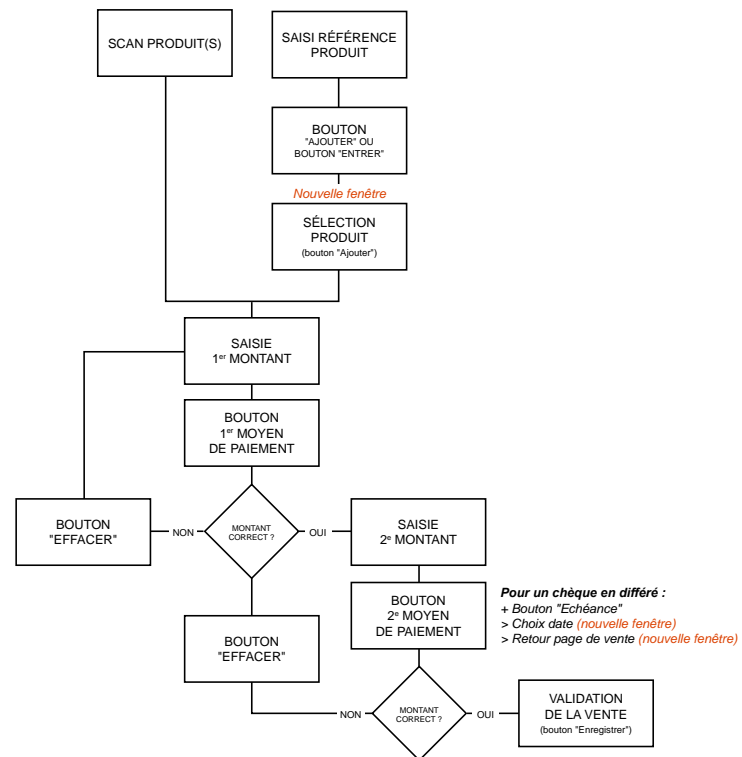 SCAN PRODUIT(S)
SAISI RÉFÉRENCE
PRODUIT
BOUTON
"AJOUTER" OU
BOUTON "ENTRER"
Nouvelle fenêtre
SÉLECTION
PRODUIT
(bouton "Ajouter")
SAISIE
1er MONTANT
BOUTON
1er MOYEN
DE PAIEMENT
BOUTON
"EFFACER"
NON
MONTANT
CORRECT ?
OUI
SAISIE
2e MONTANT
BOUTON
2e MOYEN
DE PAIEMENT
Pour un chèque en différé :
+ Bouton "Echéance"
> Choix date (nouvelle fenêtre)
> Retour page de vente (nouvelle fenêtre)
BOUTON
"EFFACER"
NON
MONTANT
CORRECT ?
OUI
VALIDATION
DE LA VENTE
(bouton "Enregistrer")